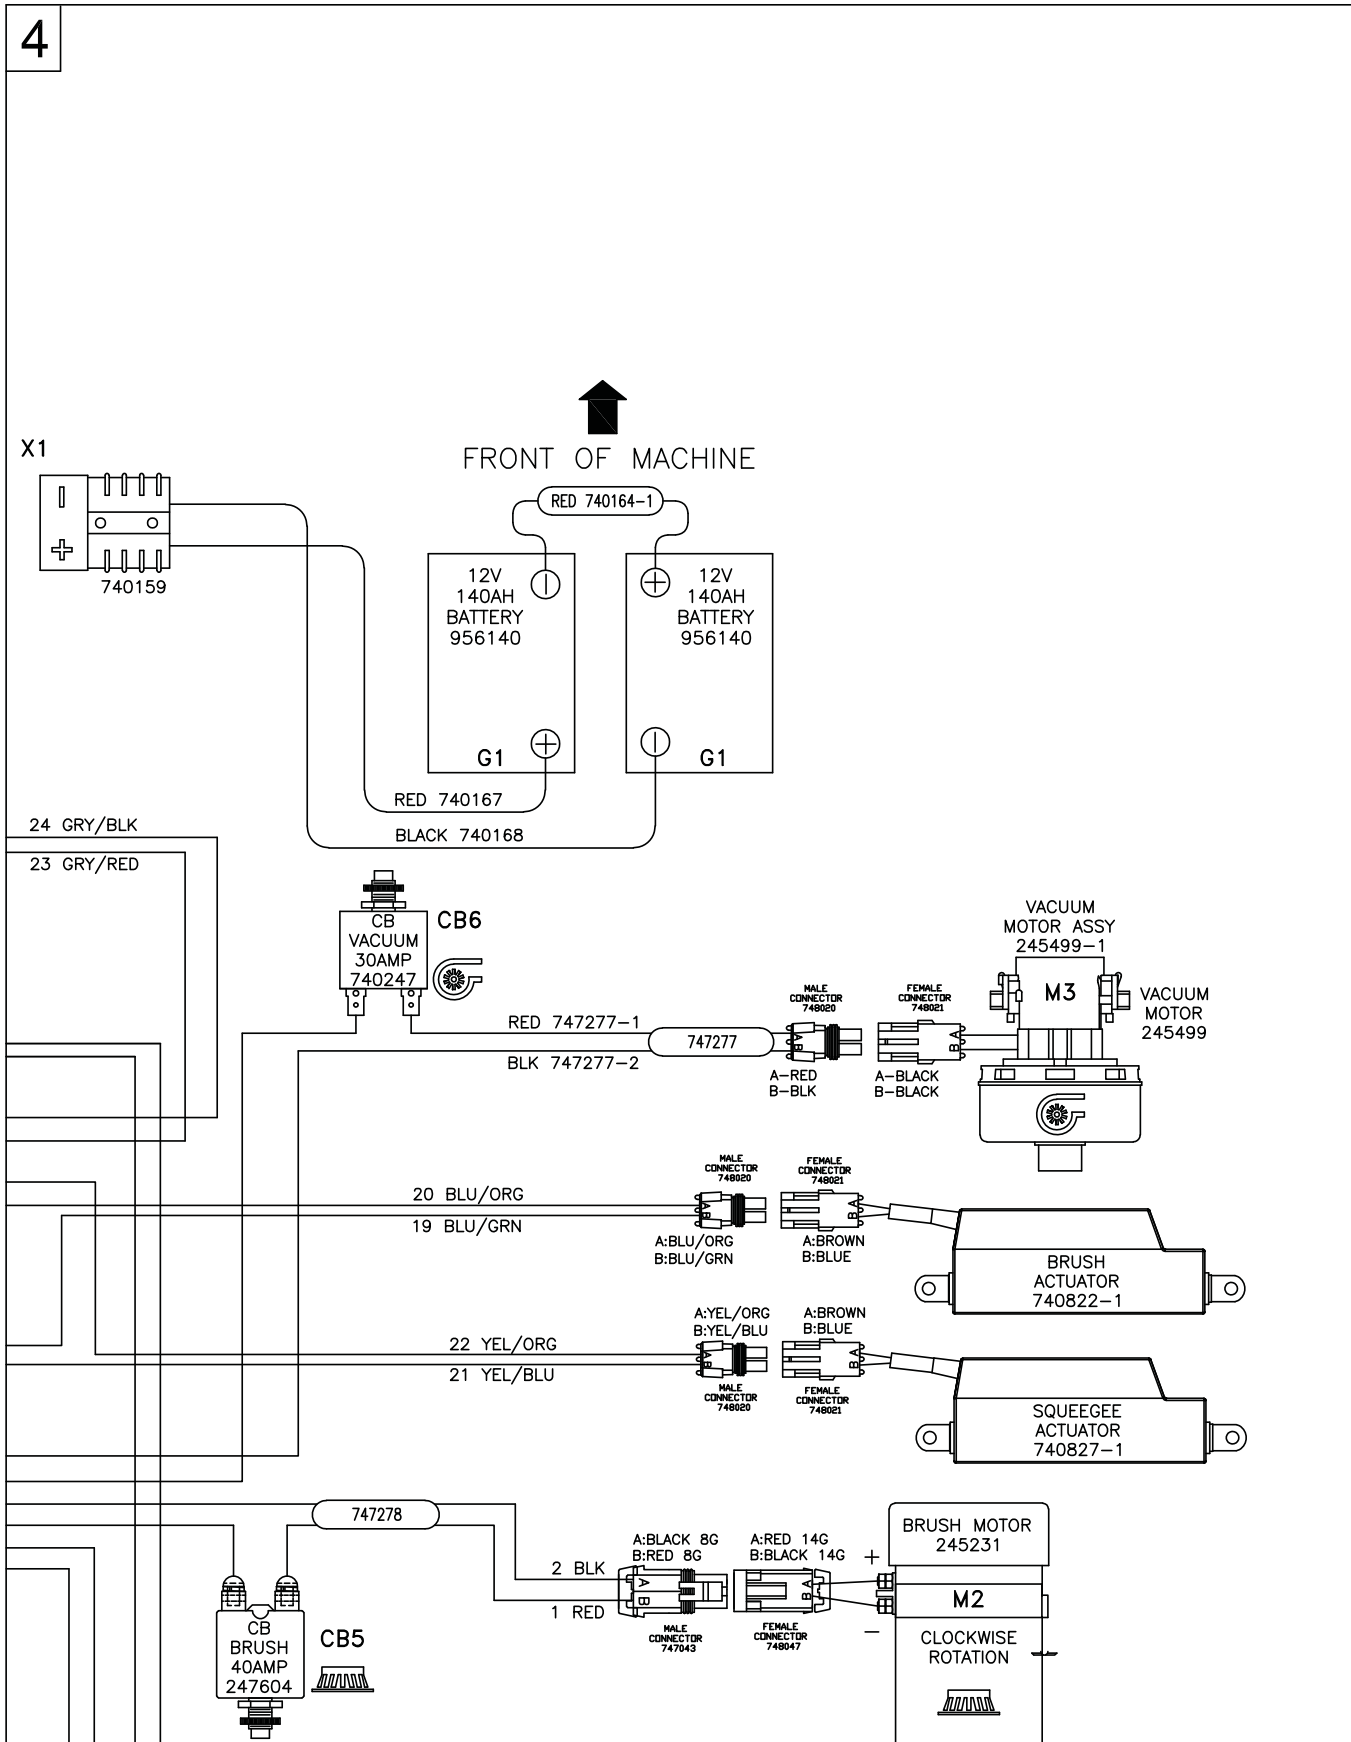 4
X1
FRONT OF MACHINE
RED 740164-1
740159
12V
140AH
BATTERY
956140
G1
12V
140AH
BATTERY
956140
G1
RED 740167
BLACK 740168
24 GRY/BLK
23 GRY/RED
CB
VACUUM
30AMP
740247
CB6
RED 747277-1
747277
BLK 747277-2
MALE
CONNECTOR
748020
A
B
A-RED
B-BLK
FEMALE
CONNECTOR
748021
A
B
A-BLACK
B-BLACK
VACUUM
MOTOR ASSY
245499-1
M3
VACUUM
MOTOR
245499
20 BLU/ORG
19 BLU/GRN
MALE
CONNECTOR
748020
A
B
A:BLU/ORG
B:BLU/GRN
FEMALE
CONNECTOR
748021
A
B
A:BROWN
B:BLUE
BRUSH
ACTUATOR
740822-1
22 YEL/ORG
21 YEL/BLU
A:YEL/ORG
B:YEL/BLU
A
B
MALE
CONNECTOR
748020
A:BROWN
B:BLUE
A
B
FEMALE
CONNECTOR
748021
SQUEEGEE
ACTUATOR
740827-1
747278
2 BLK
1 RED
A:BLACK 8G
B:RED 8G
A
B
MALE
CONNECTOR
747043
A:RED 14G
B:BLACK 14G
A
B
FEMALE
CONNECTOR
748047
+
−
BRUSH MOTOR
245231
M2
CLOCKWISE
ROTATION
CB
BRUSH
40AMP
247604
CB5